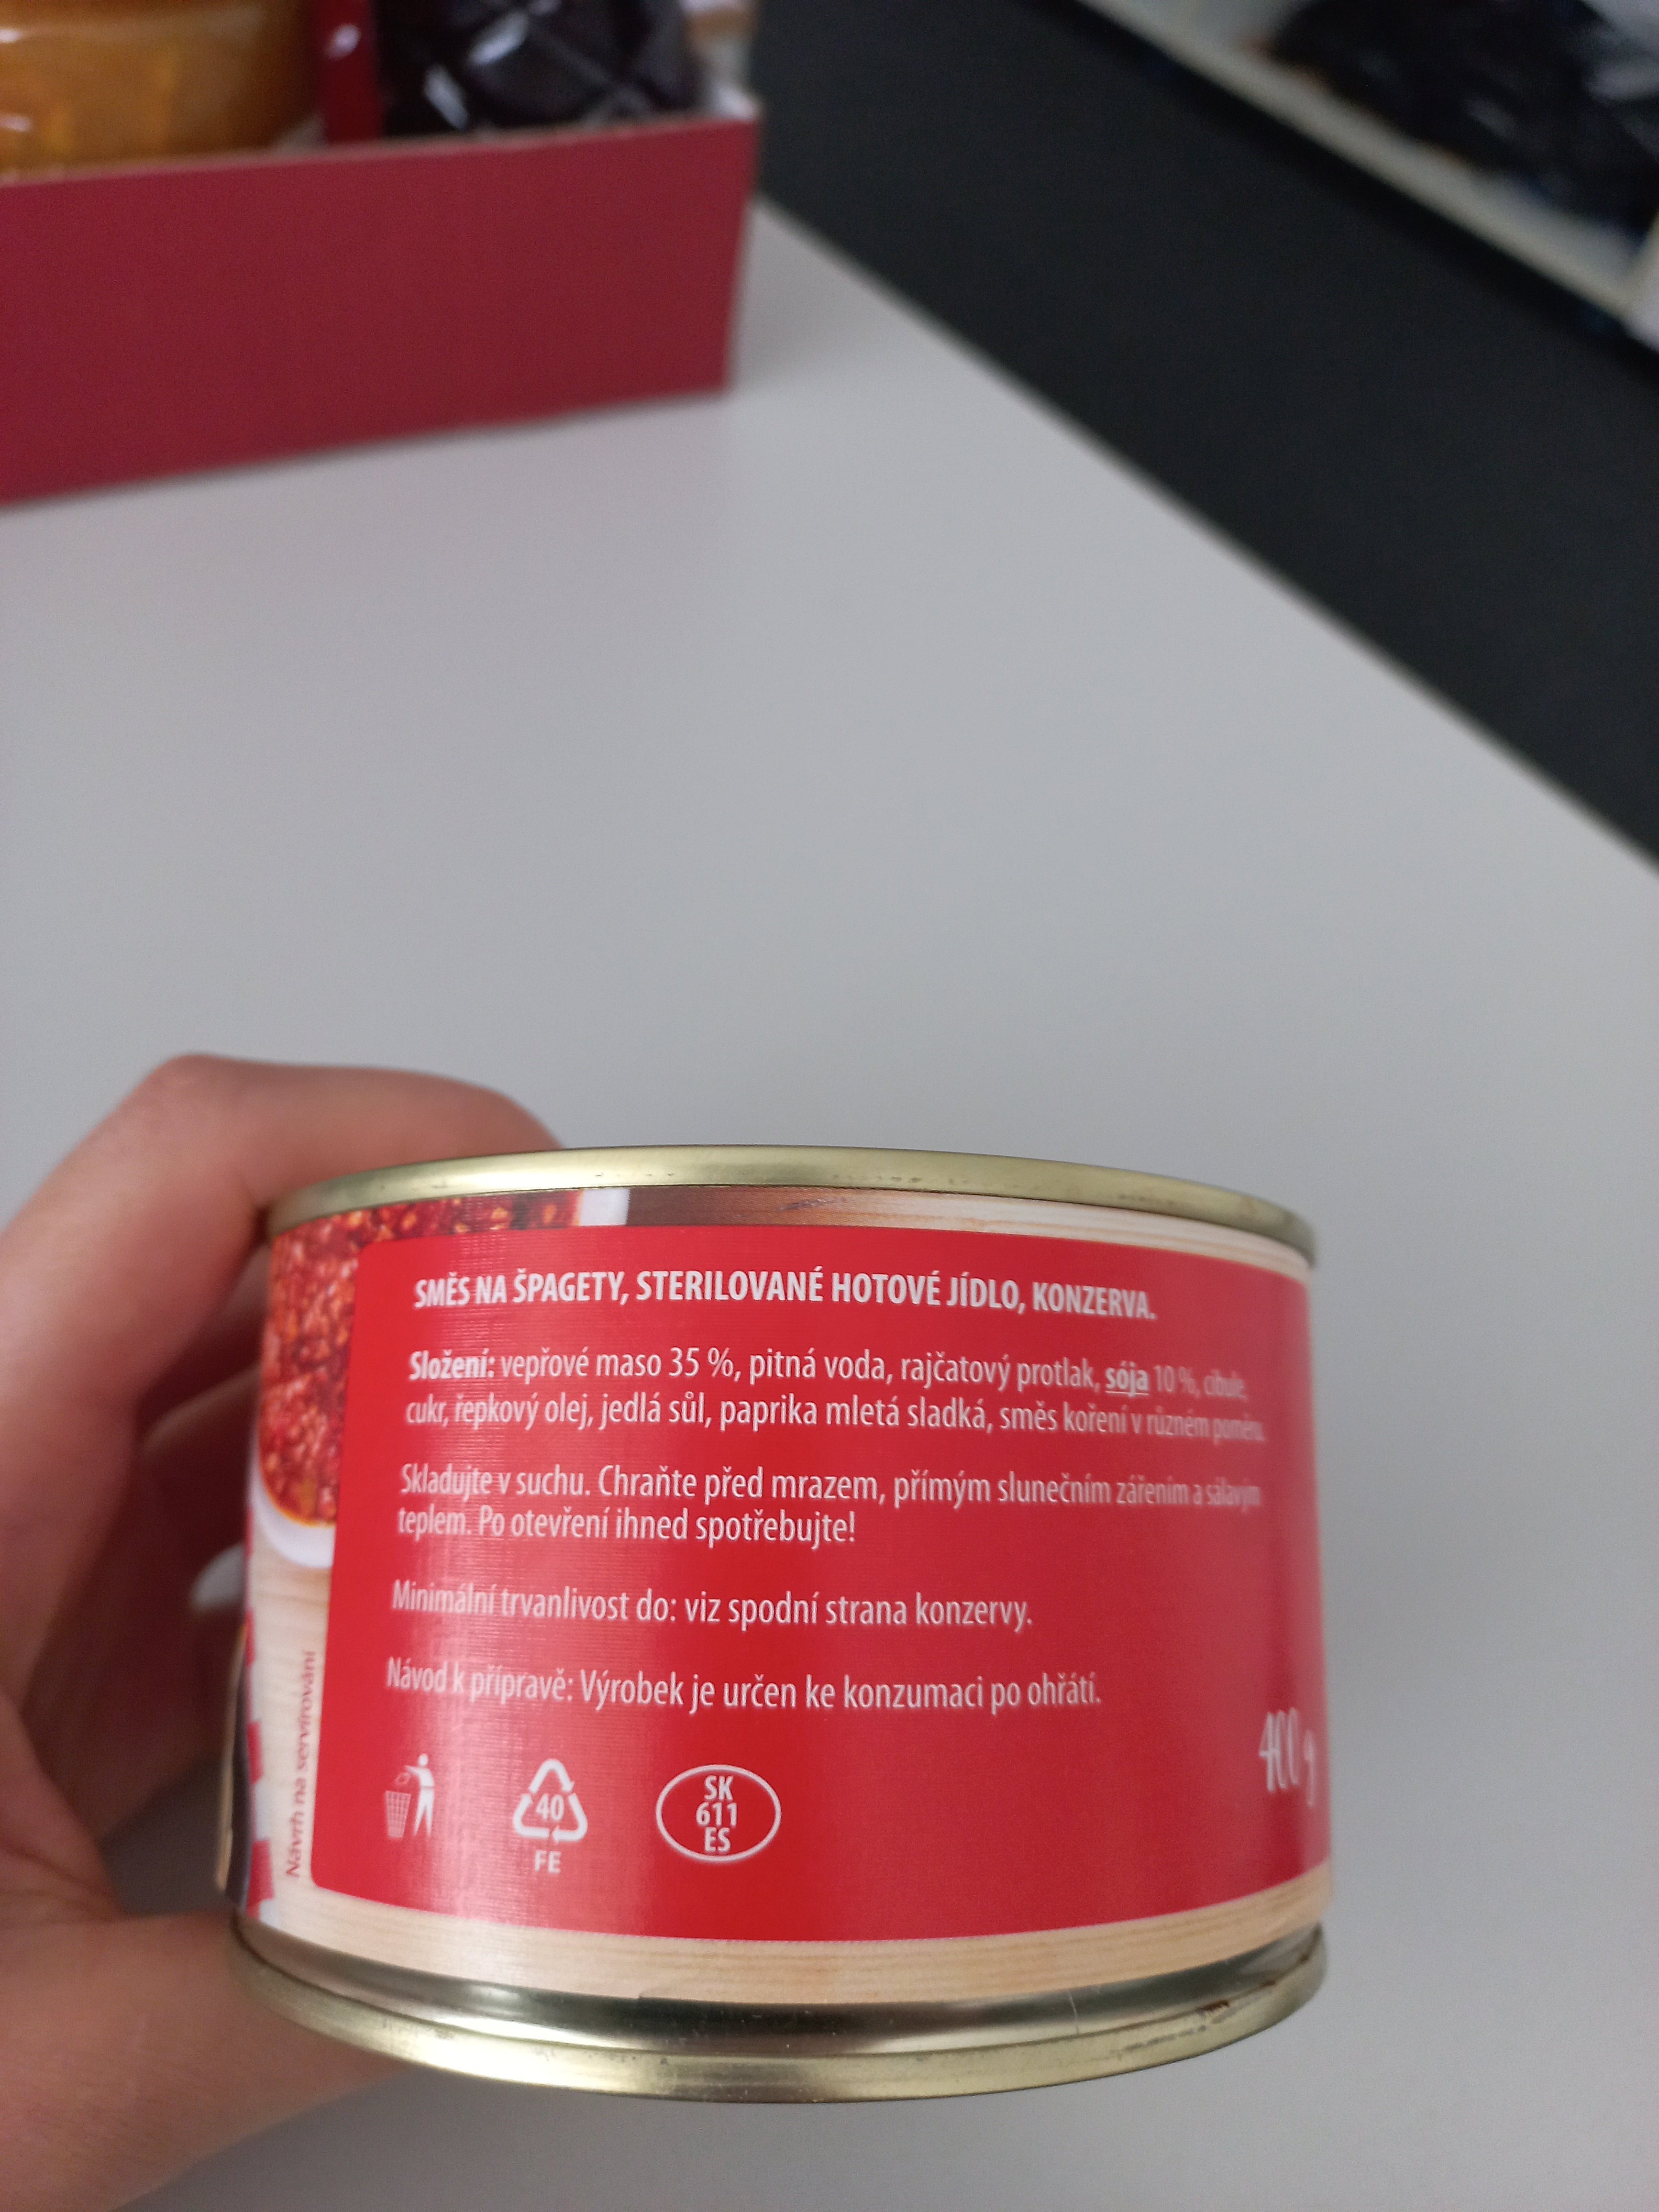 SMĚS NA ŠPAGETY, STERILOVANÉ HOTOVÉ JÍDLO, KONZERVA.
Složení: vepřové maso 35 %, pitná voda, rajčatový protlak, sója 10 %, cibule,
cukr, řepkový olej, jedlá sůl, paprika mletá sladká, směs koření v různém poměru.
Skladujte v suchu. Chraňte před mrazem, přímým slunečním zářením a sálavým
teplem. Po otevření ihned spotřebujte!
Minimální trvanlivost do: viz spodní strana konzervy.
Návod k přípravě: Výrobek je určen ke konzumaci po ohřátí.
400 g
40
FE
SK
611
ES
Návrh na servírování